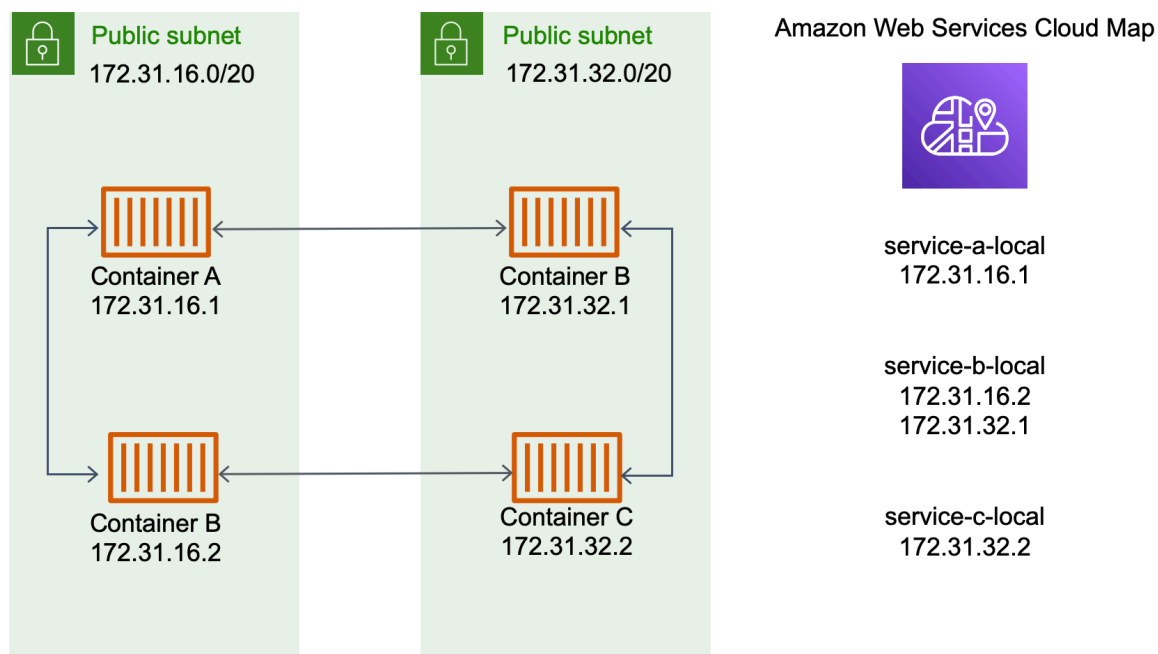 Public subnet
172.31.16.0/20
Container A
172.31.16.1
Container B
172.31.16.2
Public subnet
172.31.32.0/20
Container B
172.31.32.1
Container C
172.31.32.2
Amazon Web Services Cloud Map
service-a-local
172.31.16.1
service-b-local
172.31.16.2
172.31.32.1
service-c-local
172.31.32.2